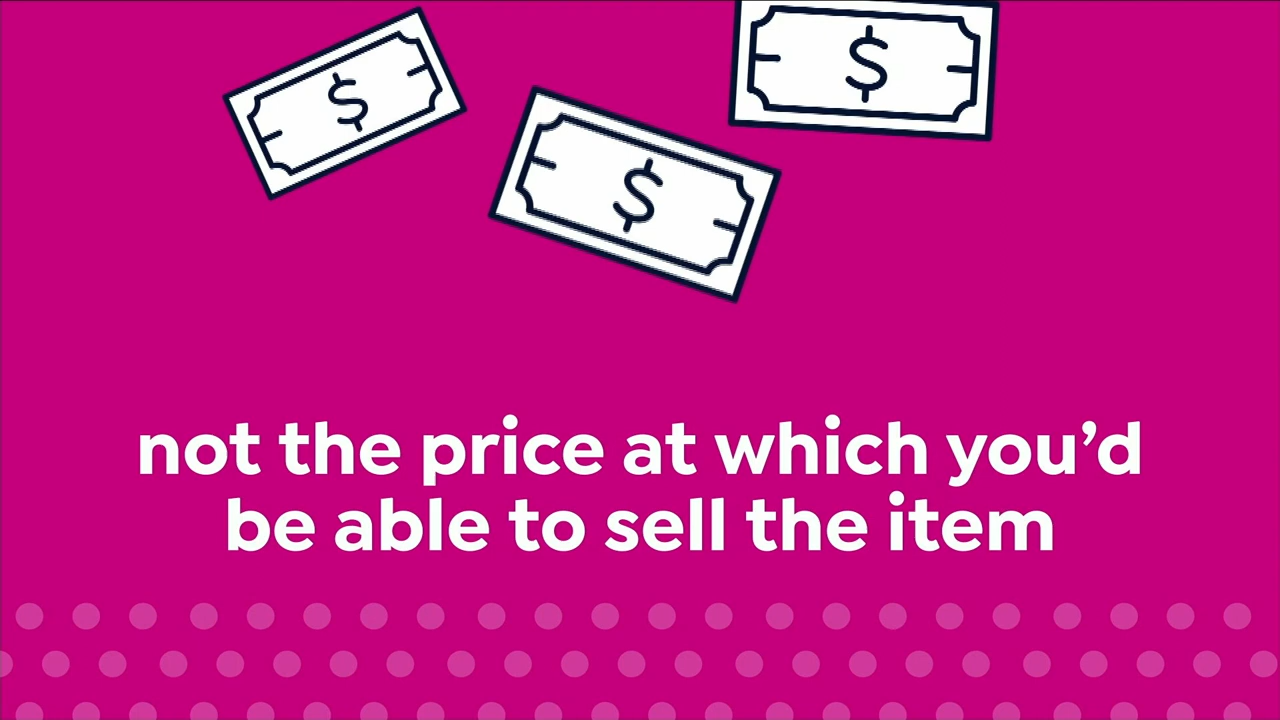 $
$
$
not the price at which you’d
be able to sell the item